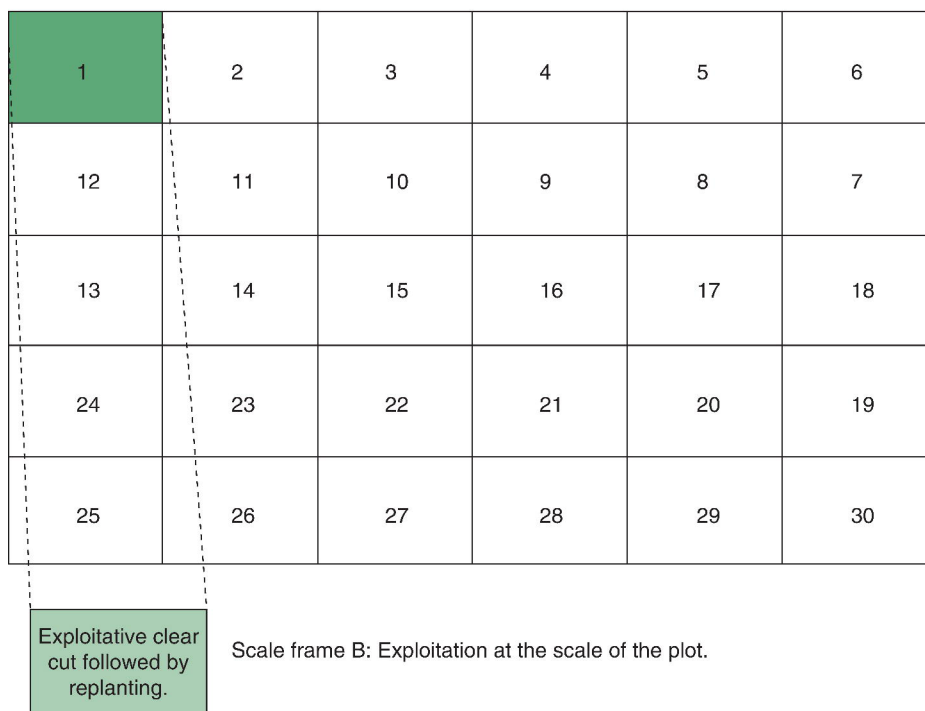 1 2 3 4 5 6
12 11 10 9 8 7
13 14 15 16 17 18
24 23 22 21 20 19
25 26 27 28 29 30
Exploitative clear
cut followed by
replanting.
Scale frame B: Exploitation at the scale of the plot.